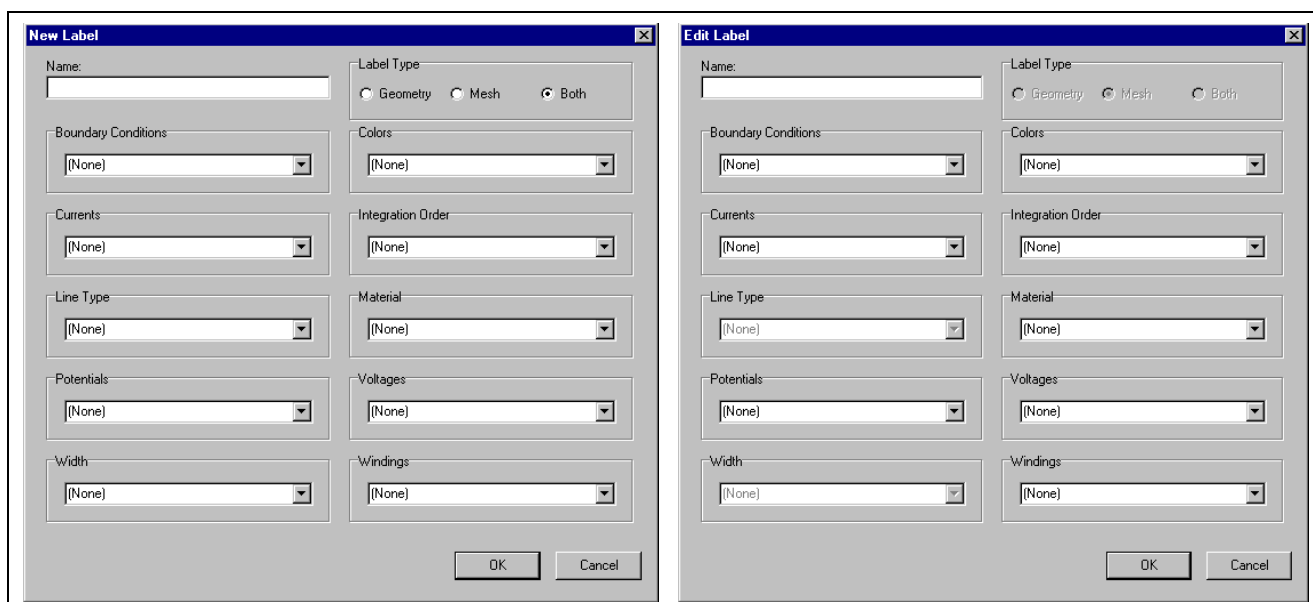 New Label
Name:
Label Type
Geometry Mesh Both
Boundary Conditions Colors
(None) (None)
Currents Integration Order
(None) (None)
Line Type Material
(None) (None)
Potentials Voltages
(None) (None)
Width Windings
(None) (None)
OK Cancel
Edit Label
Name:
Label Type
Geometry Mesh Both
Boundary Conditions Colors
(None) (None)
Currents Integration Order
(None) (None)
Line Type Material
(None) (None)
Potentials Voltages
(None) (None)
Width Windings
(None) (None)
OK Cancel